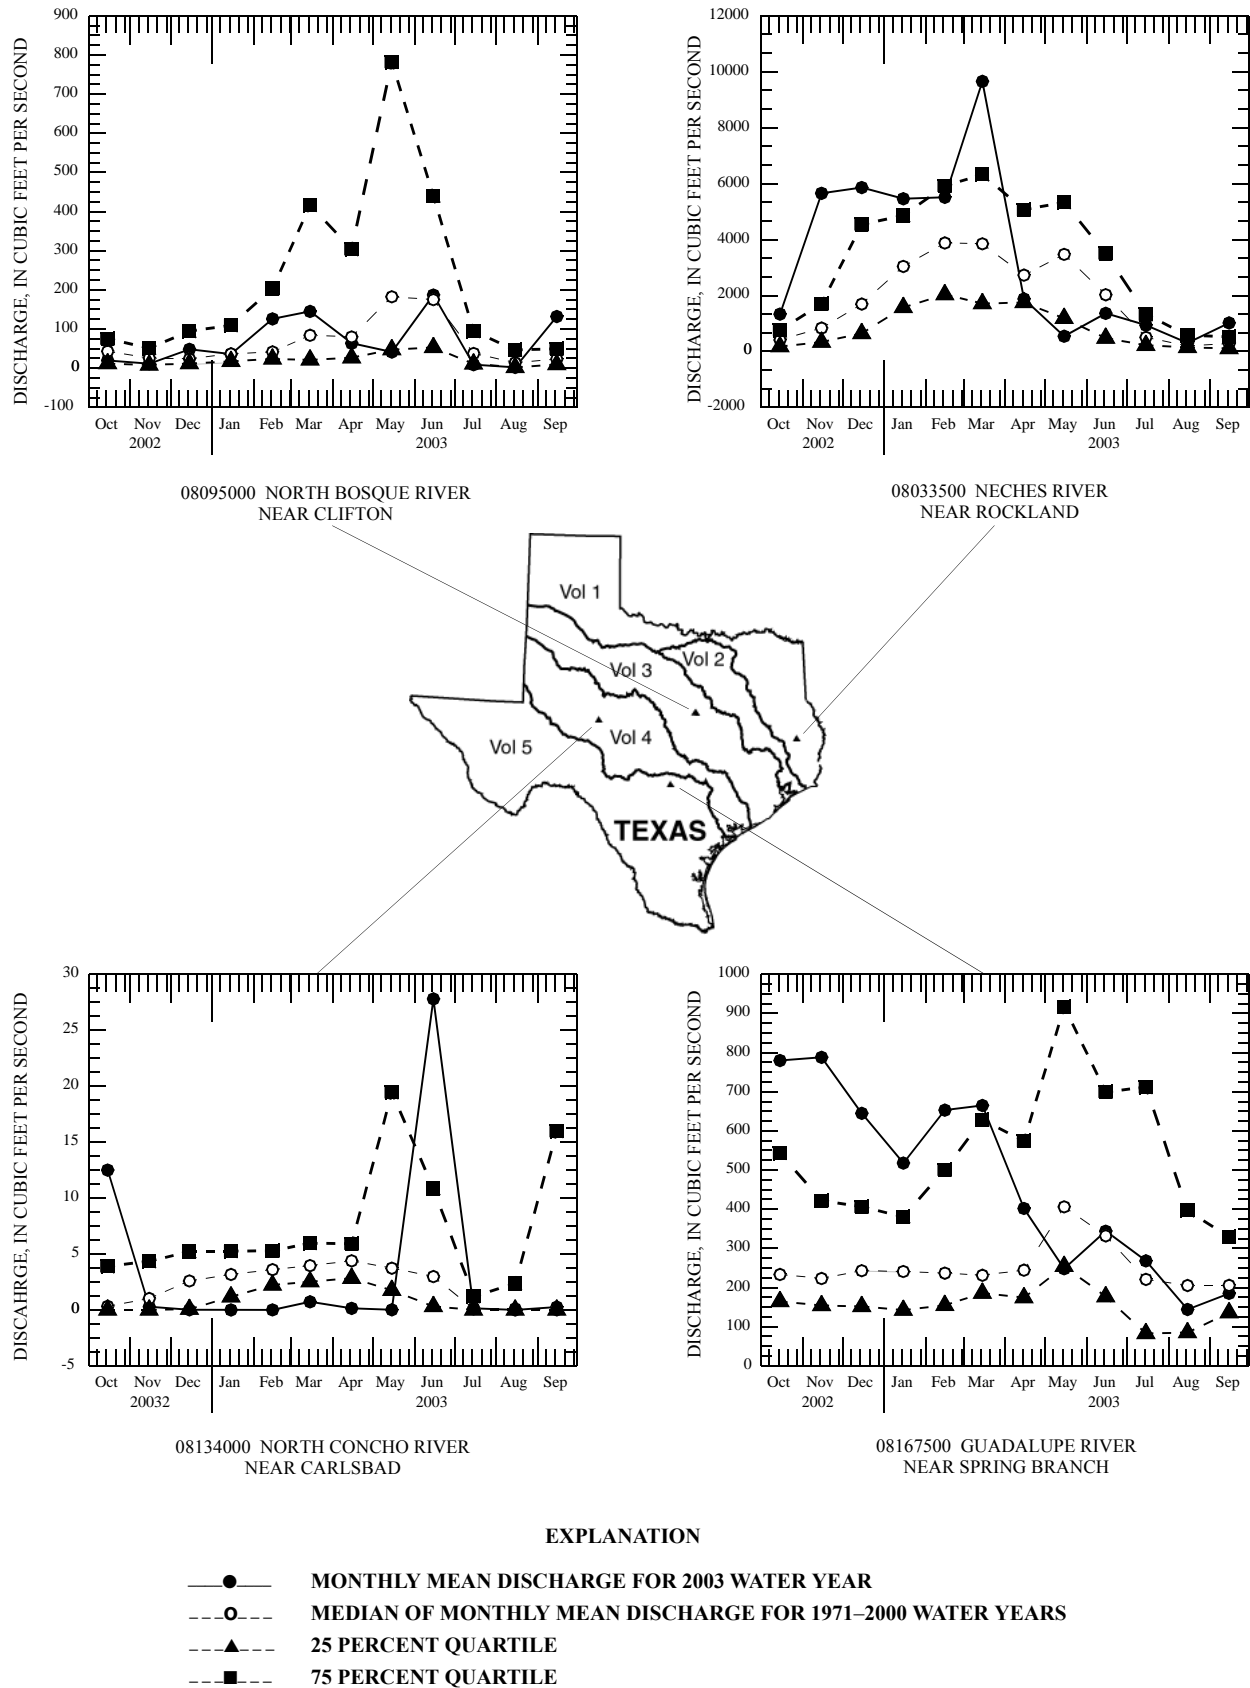 DISCHARGE, IN CUBIC FEET PER SECOND
900
800
700
600
500
400
300
200
100
0
-100
Oct Nov Dec Jan Feb Mar Apr May Jun Jul Aug Sep
2002 2003
08095000 NORTH BOSQUE RIVER
NEAR CLIFTON
DISCHARGE, IN CUBIC FEET PER SECOND
12000
10000
8000
6000
4000
2000
0
-2000
Oct Nov Dec Jan Feb Mar Apr May Jun Jul Aug Sep
2002 2003
08033500 NECHES RIVER
NEAR ROCKLAND
Vol 1
Vol 2
Vol 3
Vol 4
Vol 5
TEXAS
DISCAHRGE, IN CUBIC FEET PER SECOND
30
25
20
15
10
5
0
-5
Oct Nov Dec Jan Feb Mar Apr May Jun Jul Aug Sep
20032 2003
08134000 NORTH CONCHO RIVER
NEAR CARLSBAD
DISCHARGE, IN CUBIC FEET PER SECOND
1000
900
800
700
600
500
400
300
200
100
0
Oct Nov Dec Jan Feb Mar Apr May Jun Jul Aug Sep
2002 2003
08167500 GUADALUPE RIVER
NEAR SPRING BRANCH
EXPLANATION
MONTHLY MEAN DISCHARGE FOR 2003 WATER YEAR
MEDIAN OF MONTHLY MEAN DISCHARGE FOR 1971–2000 WATER YEARS
25 PERCENT QUARTILE
75 PERCENT QUARTILE